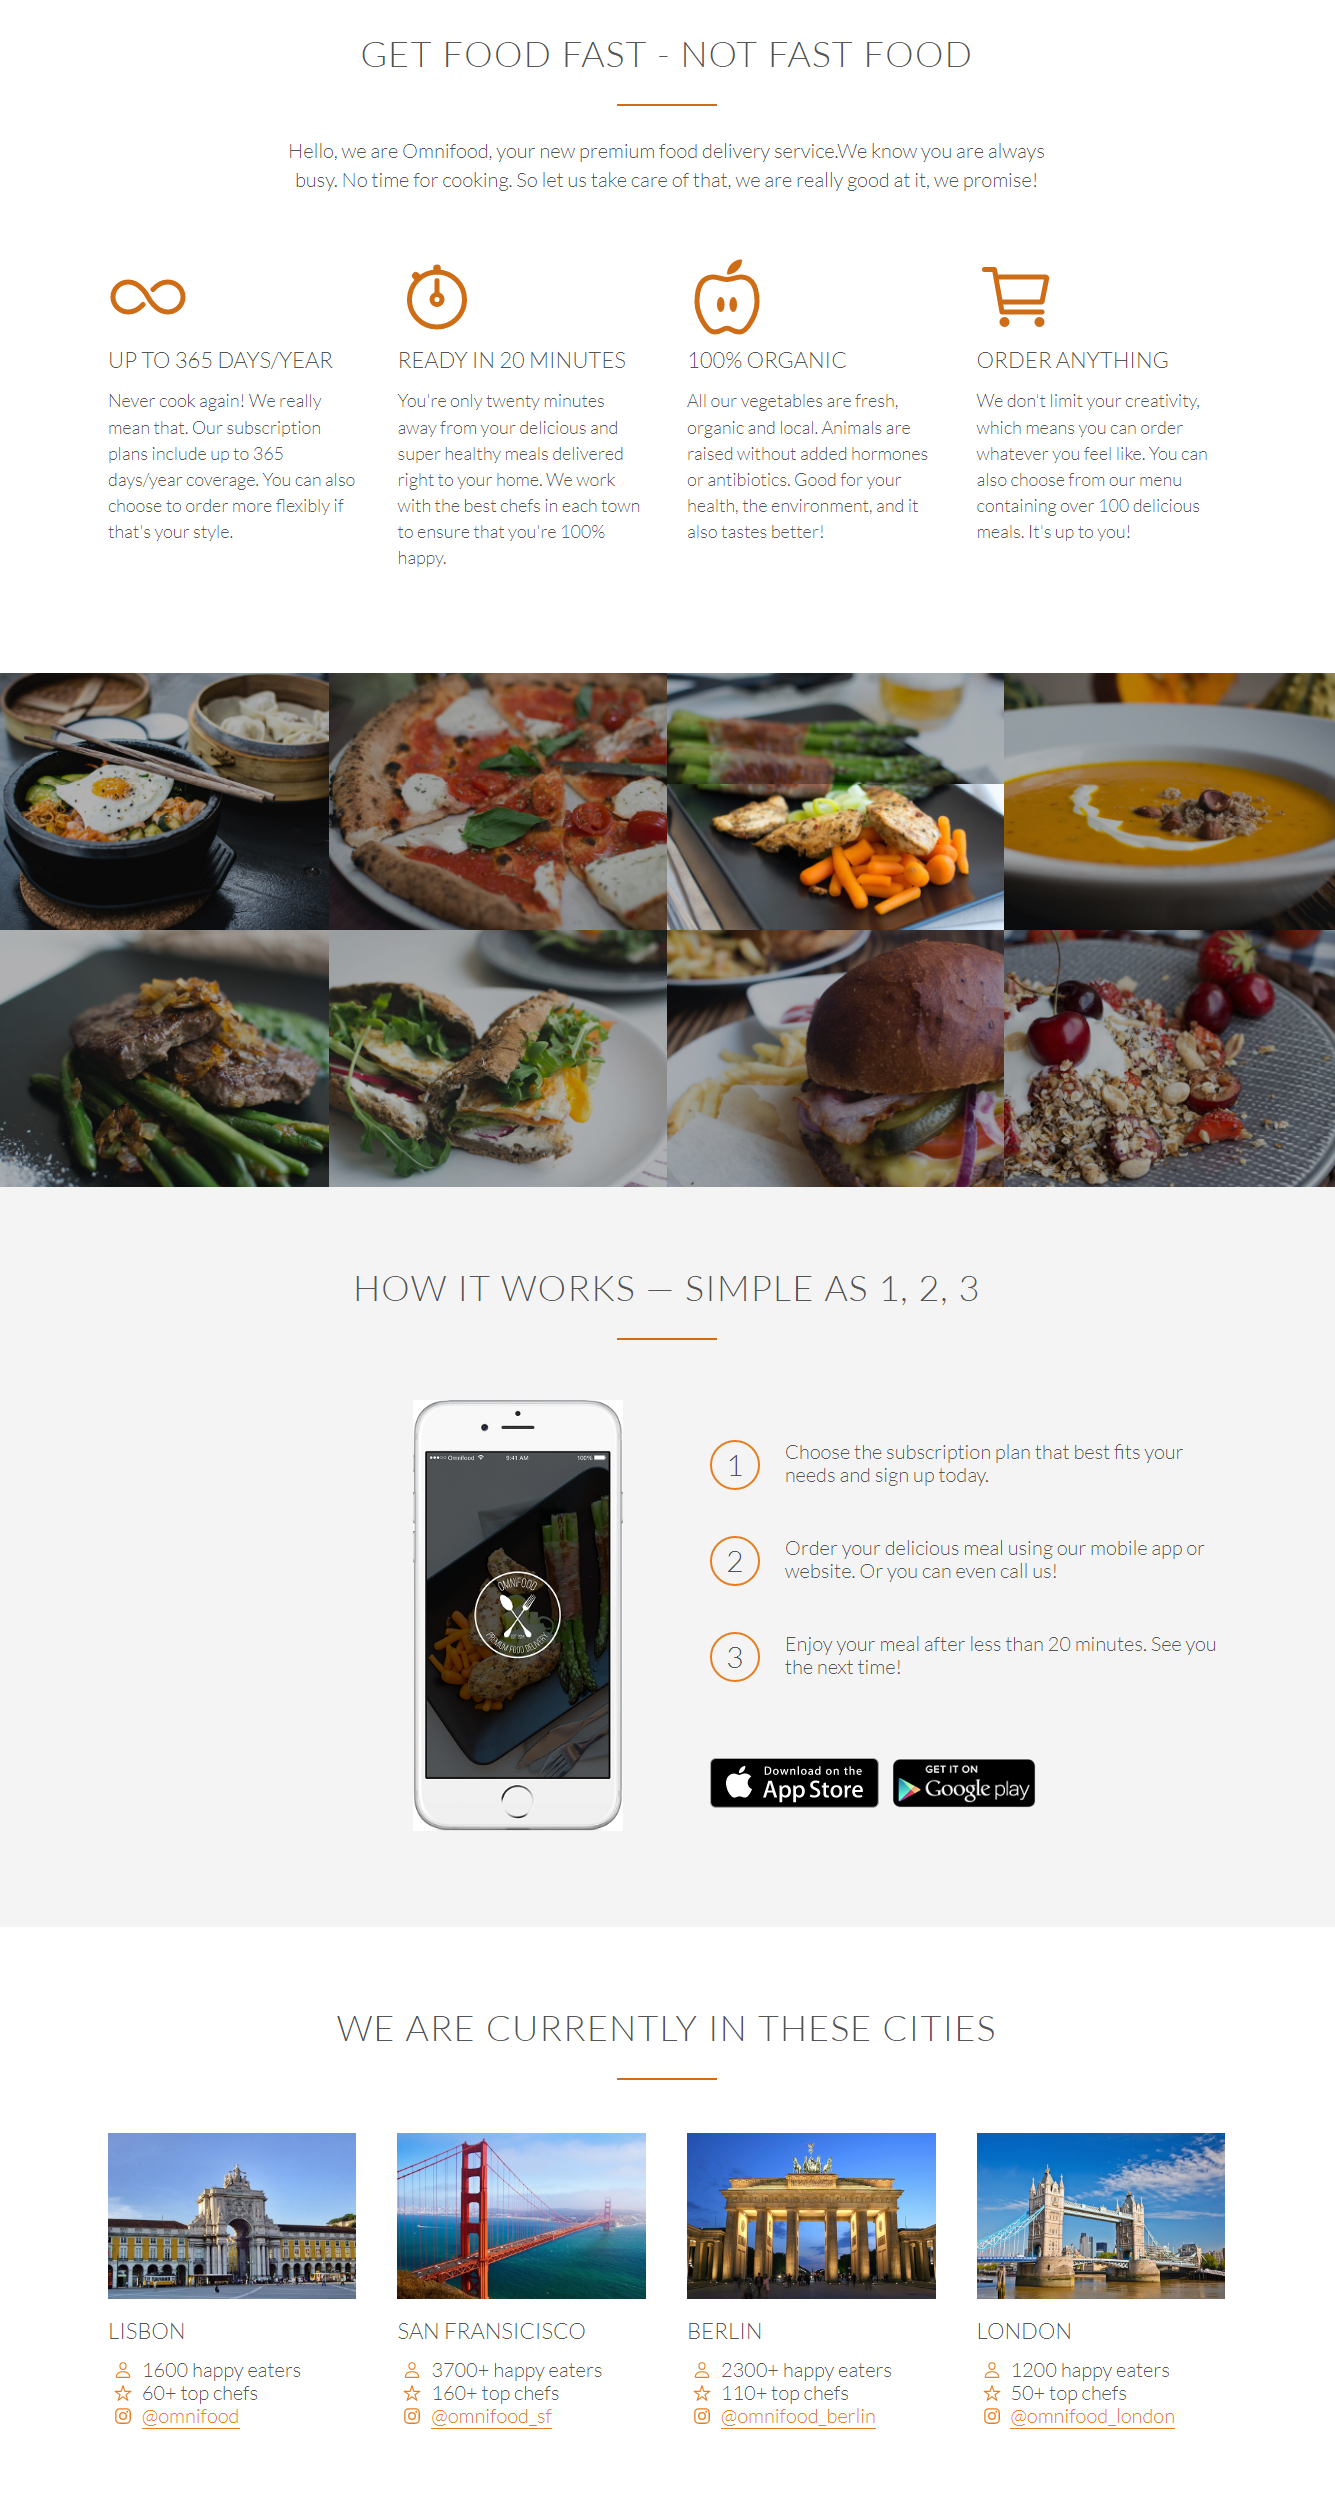 GET FOOD FAST - NOT FAST FOOD
Hello, we are Omnifood, your new premium food delivery service.We know you are always
busy. No time for cooking. So let us take care of that, we are really good at it, we promise!
UP TO 365 DAYS/YEAR
Never cook again! We really
mean that. Our subscription
plans include up to 365
days/year coverage. You can also
choose to order more flexibly if
that's your style.
READY IN 20 MINUTES
You're only twenty minutes
away from your delicious and
super healthy meals delivered
right to your home. We work
with the best chefs in each town
to ensure that you're 100%
happy.
100% ORGANIC
All our vegetables are fresh,
organic and local. Animals are
raised without added hormones
or antibiotics. Good for your
health, the environment, and it
also tastes better!
ORDER ANYTHING
We don't limit your creativity,
which means you can order
whatever you feel like. You can
also choose from our menu
containing over 100 delicious
meals. It's up to you!
HOW IT WORKS — SIMPLE AS 1, 2, 3
Omnifood 9:41 AM 100%
OMNIFOOD
PREMIUM FOOD DELIVERY
1
Choose the subscription plan that best fits your
needs and sign up today.
2
Order your delicious meal using our mobile app or
website. Or you can even call us!
3
Enjoy your meal after less than 20 minutes. See you
the next time!
Download on the
App Store
GET IT ON
Google play
WE ARE CURRENTLY IN THESE CITIES
LISBON
1600 happy eaters
60+ top chefs
@omnifood
SAN FRANSICISCO
3700+ happy eaters
160+ top chefs
@omnifood_sf
BERLIN
2300+ happy eaters
110+ top chefs
@omnifood_berlin
LONDON
1200 happy eaters
50+ top chefs
@omnifood_london